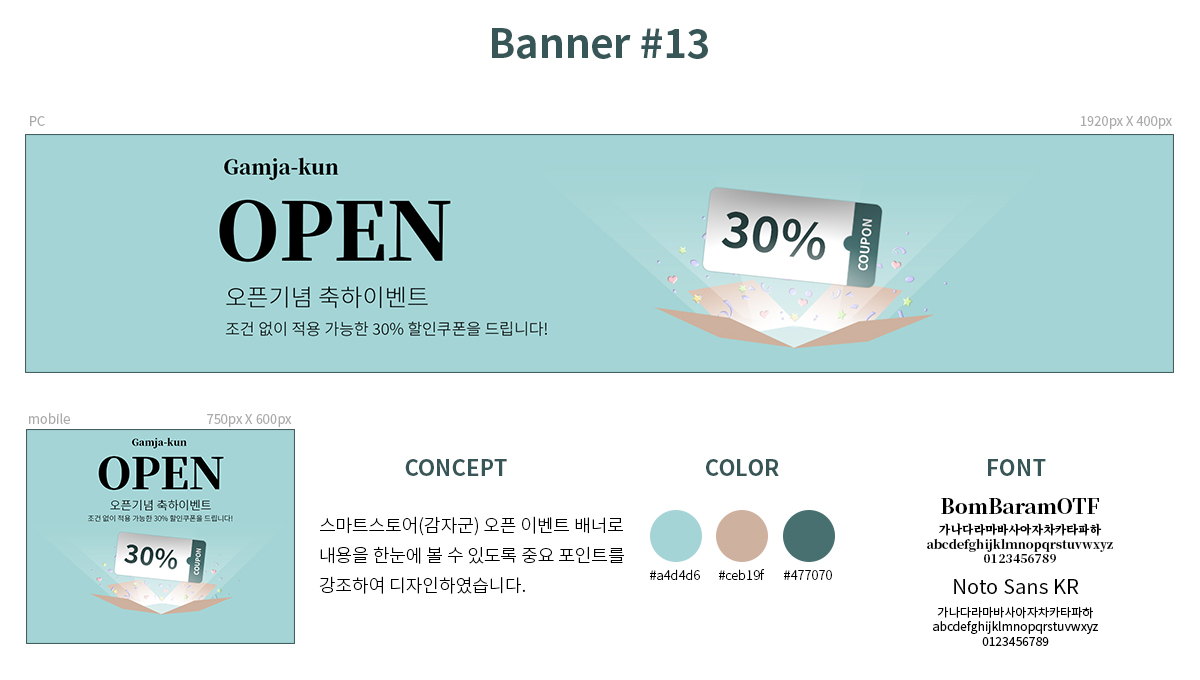 Banner #13
PC
1920px X 400px
Gamja-kun
OPEN
오픈기념 축하이벤트
조건 없이 적용 가능한 30% 할인쿠폰을 드립니다!
30%
COUPON
mobile
750px X 600px
Gamja-kun
OPEN
오픈기념 축하이벤트
조건 없이 적용 가능한 30% 할인쿠폰을 드립니다!
30%
COUPON
CONCEPT
스마트스토어(감자군) 오픈 이벤트 배너로
내용을 한눈에 볼 수 있도록 중요 포인트를
강조하여 디자인하였습니다.
COLOR
#a4d4d6
#ceb19f
#477070
FONT
BomBaramOTF
가나다라마바사아자차카타파하
abcdefghijklmnopqrstuvwxyz
0123456789
Noto Sans KR
가나다라마바사아자차카타파하
abcdefghijklmnopqrstuvwxyz
0123456789